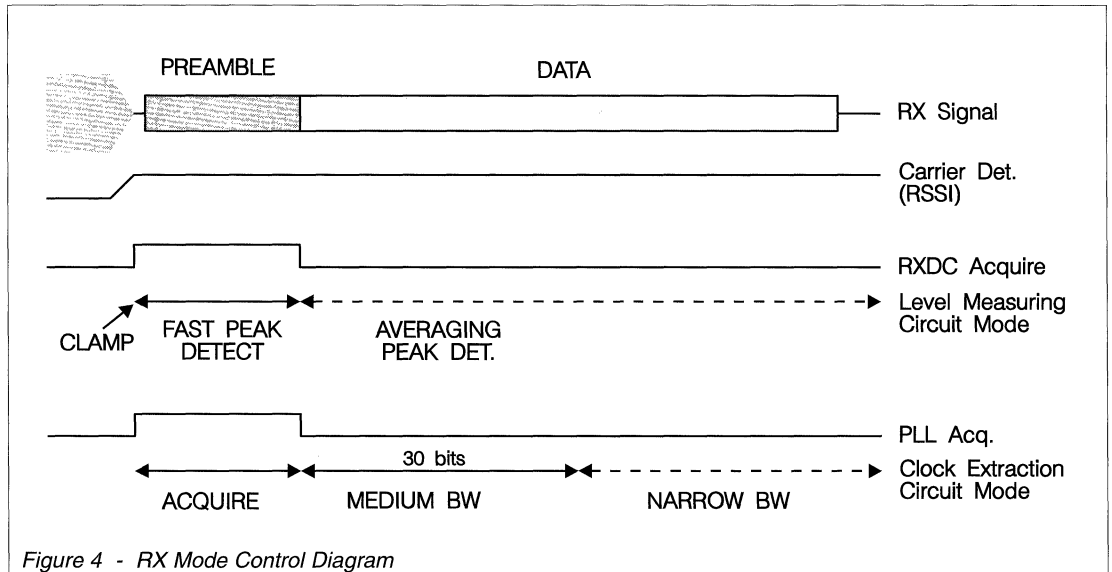 PREAMBLE
DATA
RX Signal
Carrier Det.
(RSSI)
RXDC Acquire
CLAMP
FAST PEAK
DETECT
AVERAGING
PEAK DET.
Level Measuring
Circuit Mode
PLL Acq.
30 bits
ACQUIRE
MEDIUM BW
NARROW BW
Clock Extraction
Circuit Mode
Figure 4 - RX Mode Control Diagram